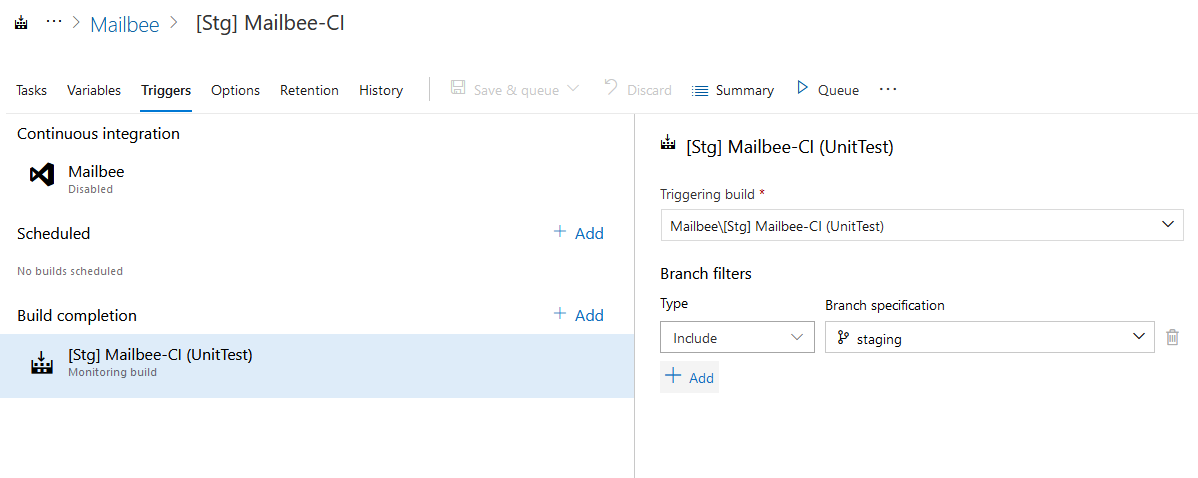 ··· > Mailbee > [Stg] Mailbee-CI
Tasks Variables Triggers Options Retention History Save & queue Discard Summary Queue ···
Continuous integration
Mailbee
Disabled
Scheduled + Add
No builds scheduled
Build completion + Add
[Stg] Mailbee-CI (UnitTest)
Monitoring build
[Stg] Mailbee-CI (UnitTest)
Triggering build *
Mailbee\[Stg] Mailbee-CI (UnitTest)
Branch filters
Type Branch specification
Include staging
+ Add